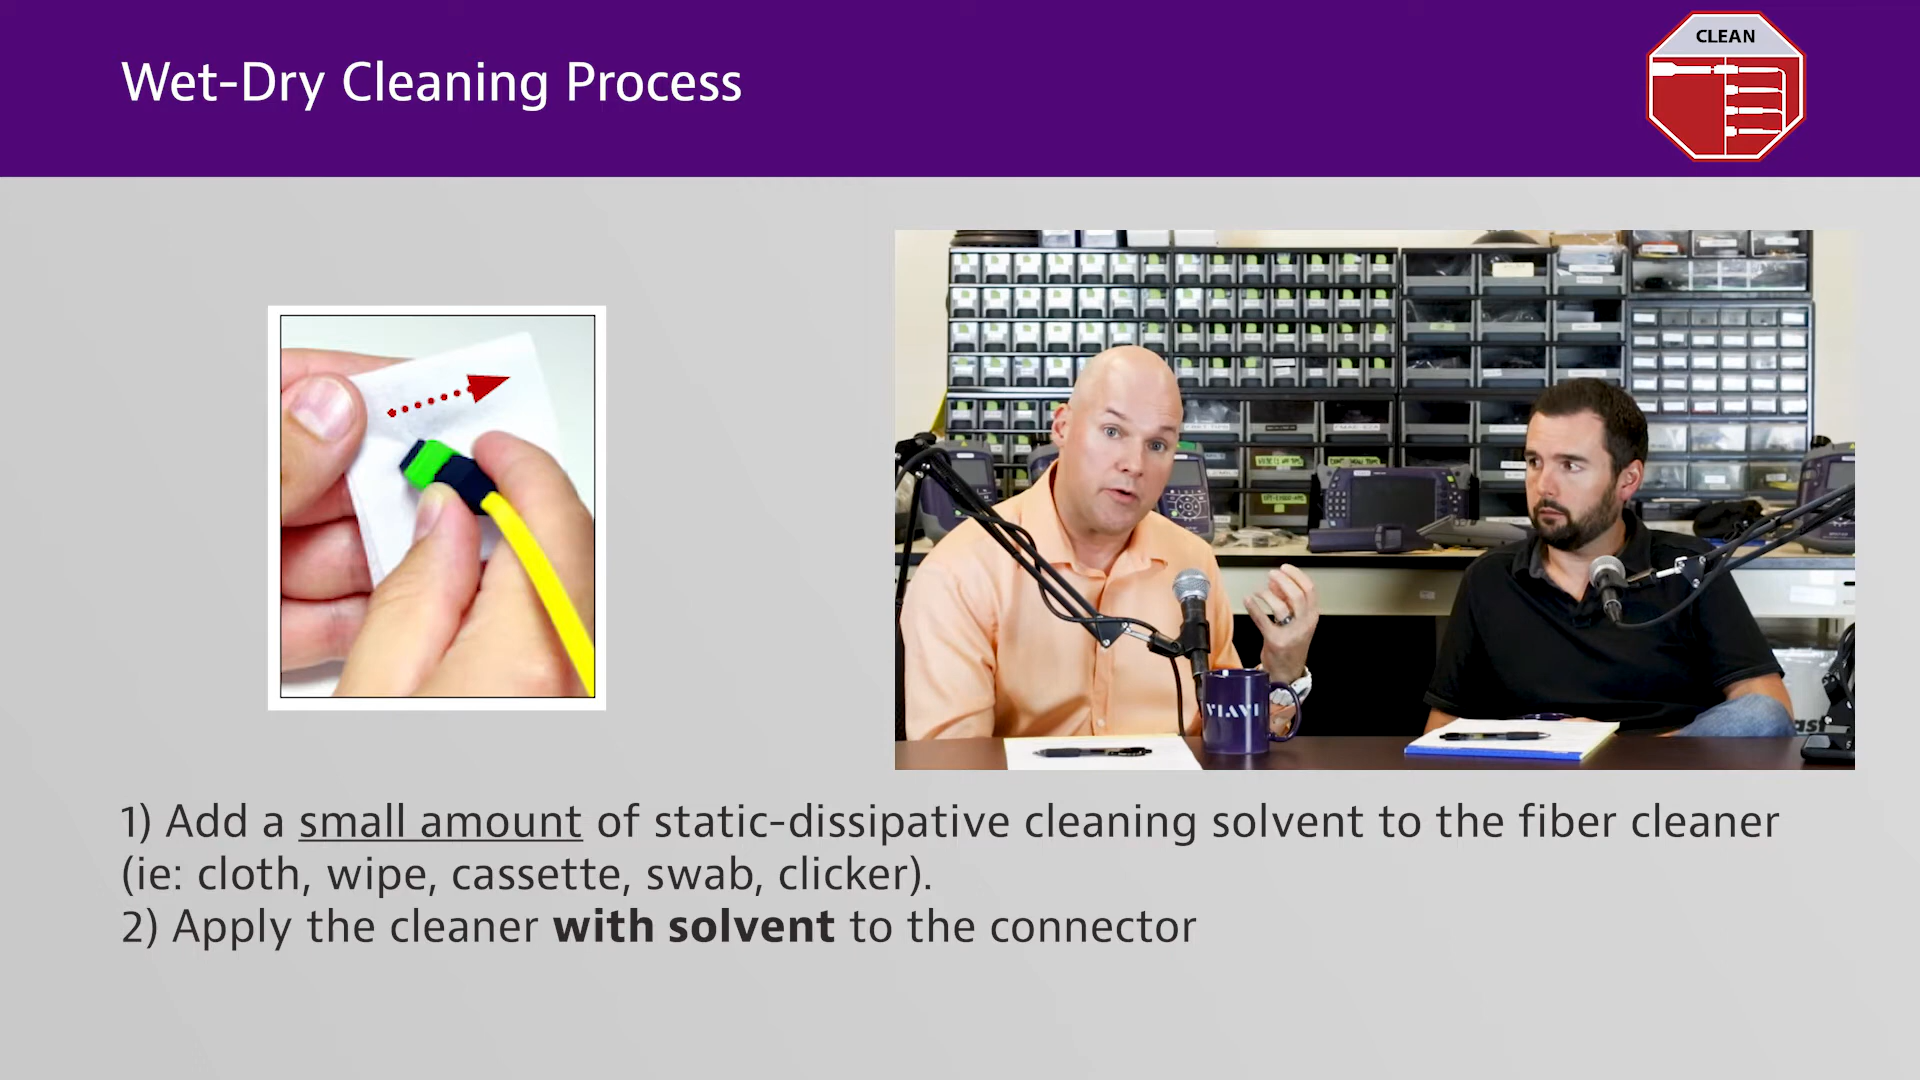 Wet-Dry Cleaning Process
CLEAN
VIAVI
1) Add a small amount of static-dissipative cleaning solvent to the fiber cleaner
(ie: cloth, wipe, cassette, swab, clicker).
2) Apply the cleaner with solvent to the connector